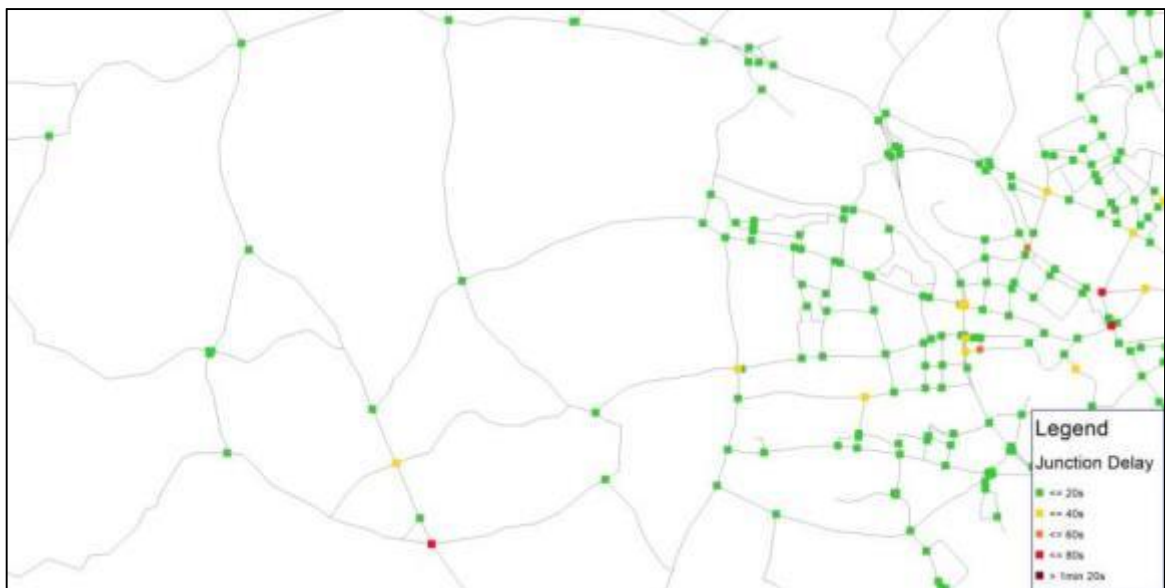 Legend
Junction Delay
<= 20s
<= 40s
<= 60s
<= 80s
> 1min 20s